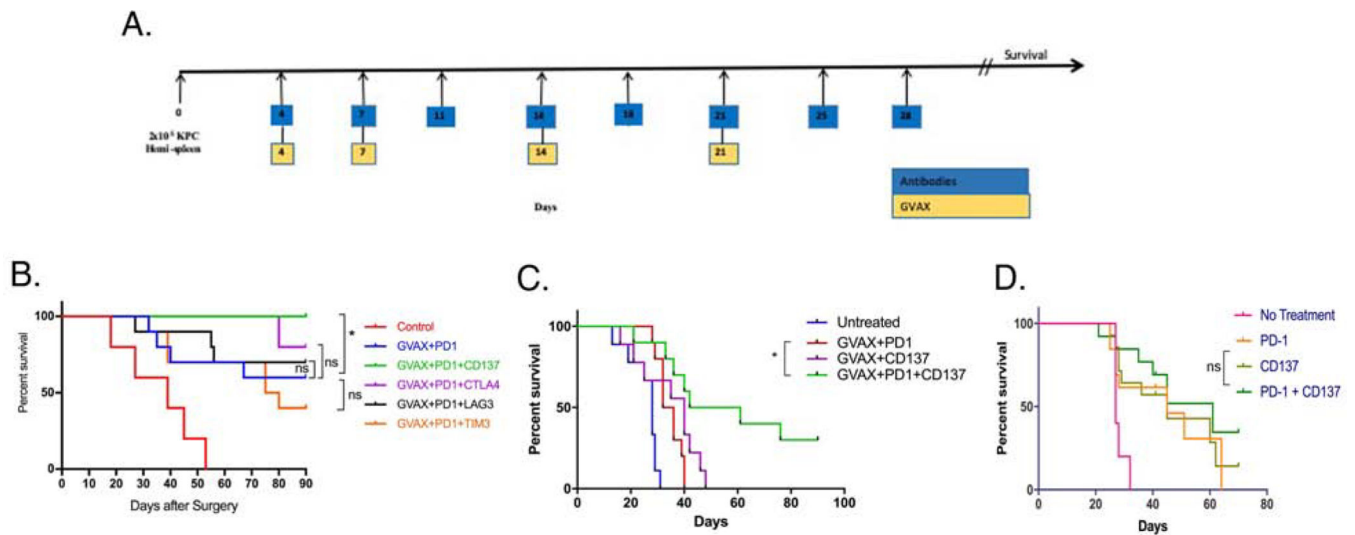 A.
Survival
0
4
7
11
14
18
21
25
28
2x10⁵ KPC
Hemi-spleen
4
7
14
21
Antibodies
Days
GVAX
B.
C.
D.
100
50
0
Percent survival
0 10 20 30 40 50 60 70 80 90
Days after Surgery
*
ns
ns
ns
Control
GVAX+PD1
GVAX+PD1+CD137
GVAX+PD1+CTLA4
GVAX+PD1+LAG3
GVAX+PD1+TIM3
100
50
0
Percent survival
0 20 40 60 80 100
Days
Untreated
GVAX+PD1
GVAX+CD137
GVAX+PD1+CD137
*
100
50
0
Percent survival
0 20 40 60 80
Days
No Treatment
PD-1
CD137
PD-1 + CD137
ns